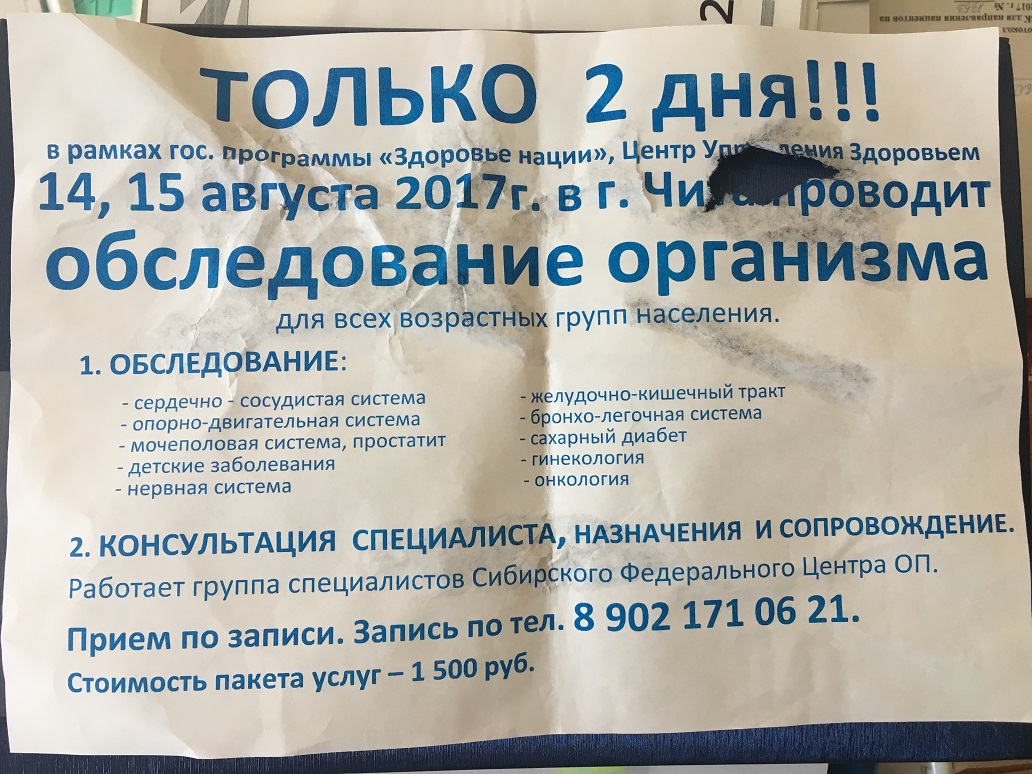 2
ТОЛЬКО 2 ДНЯ!!!
в рамках гос. программы «Здоровье нации», Центр Здоровьем
14, 15 августа 2017г. в г. проводит
обследование организма
для всех возрастных групп населения.
1. ОБСЛЕДОВАНИЕ:
- сердечно - сосудистая система
- опорно-двигательная система
- мочеполовая система, простатит
- детские заболевания
- нервная система
- желудочно-кишечный тракт
- бронхо-легочная система
- сахарный диабет
- гинекология
- онкология
2. КОНСУЛЬТАЦИЯ СПЕЦИАЛИСТА, НАЗНАЧЕНИЯ И СОПРОВОЖДЕНИЕ.
Работает группа специалистов Сибирского Федерального Центра ОП.
Прием по записи. Запись по тел. 8 902 171 06 21.
Стоимость пакета услуг – 1 500 руб.